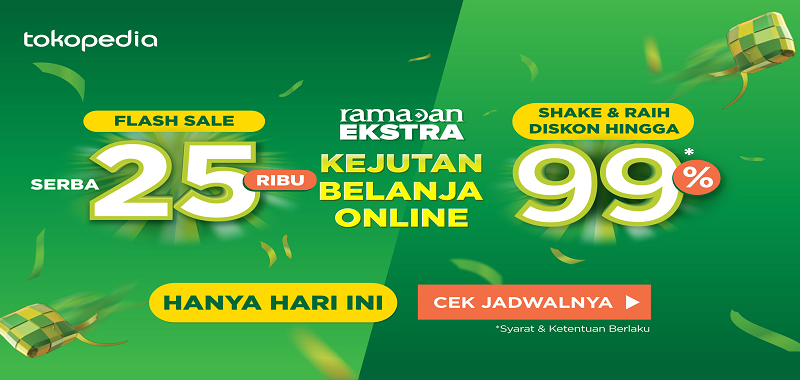 tokopedia
FLASH SALE
SERBA 25 RIBU
ramadan
EKSTRA
KEJUTAN
BELANJA
ONLINE
SHAKE & RAIH
DISKON HINGGA
99%*
HANYA HARI INI
CEK JADWALNYA
*Syarat & Ketentuan Berlaku